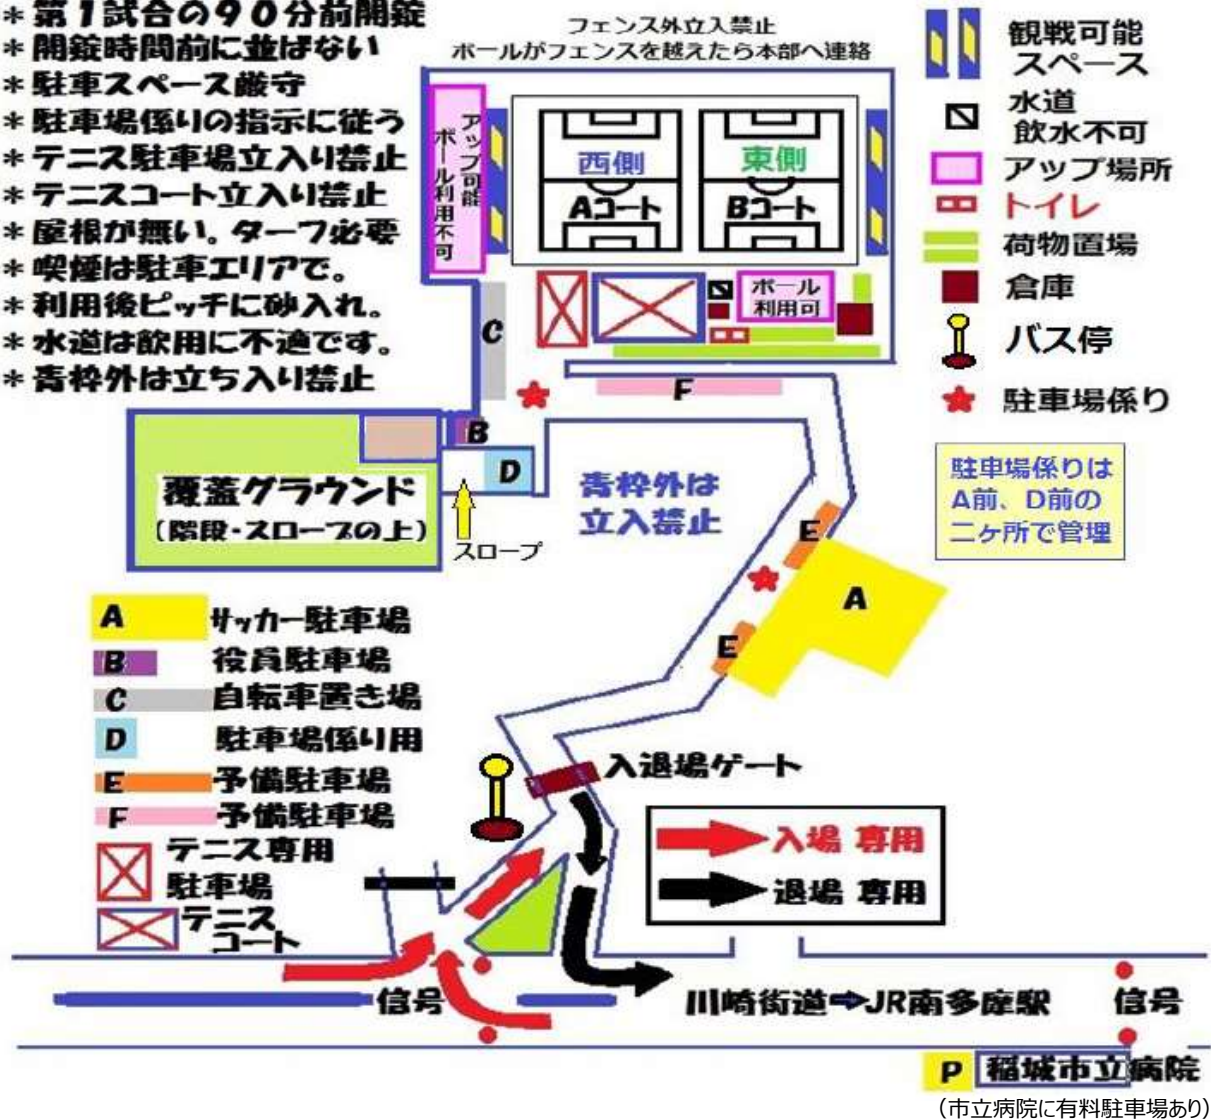 ＊第１試合の９０分前開錠
＊開錠時間前に並ばない
＊駐車スペース厳守
＊駐車場係りの指示に従う
＊テニス駐車場立入り禁止
＊テニスコート立入り禁止
＊屋根が無い。ターフ必要
＊喫煙は駐車エリアで。
＊利用後ピッチに砂入れ。
＊水道は飲用に不適です。
＊青枠外は立ち入り禁止
フェンス外立入禁止
ボールがフェンスを越えたら本部へ連絡
アップ可能
ボール利用不可
西側
Aコート
東側
Bコート
ボール
利用可
観戦可能
スペース
水道
飲水不可
アップ場所
トイレ
荷物置場
倉庫
バス停
駐車場係り
駐車場係りは
A前、D前の
二ヶ所で管理
C
F
B
D
覆蓋グラウンド
（階段・スロープの上）
スロープ
青枠外は
立入禁止
E
A
E
A サッカー駐車場
B 役員駐車場
C 自転車置き場
D 駐車場係り用
E 予備駐車場
F 予備駐車場
テニス専用
駐車場
テニス
コート
入退場ゲート
入場 専用
退場 専用
信号
川崎街道⇒JR南多摩駅
信号
P 稲城市立病院
（市立病院に有料駐車場あり）